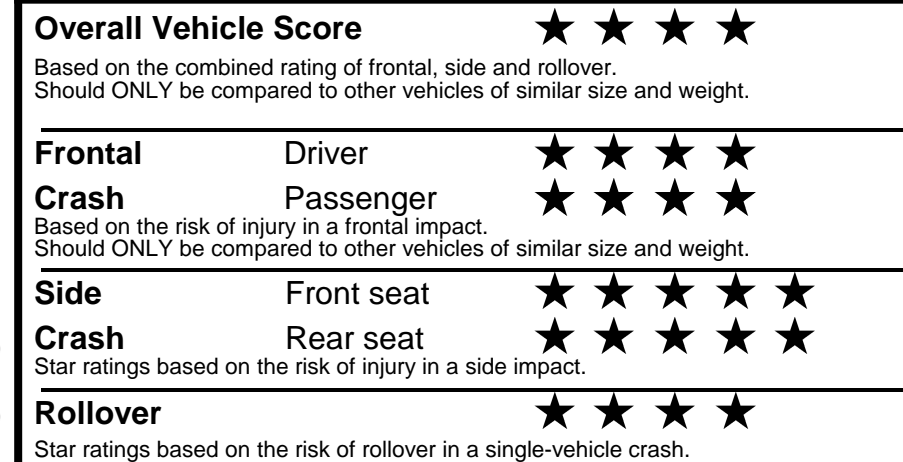 Overall Vehicle Score ★ ★ ★ ★
Based on the combined rating of frontal, side and rollover.
Should ONLY be compared to other vehicles of similar size and weight.
Frontal Driver ★ ★ ★ ★
Crash Passenger ★ ★ ★ ★
Based on the risk of injury in a frontal impact.
Should ONLY be compared to other vehicles of similar size and weight.
Side Front seat ★ ★ ★ ★ ★
Crash Rear seat ★ ★ ★ ★ ★
Star ratings based on the risk of injury in a side impact.
Rollover ★ ★ ★ ★
Star ratings based on the risk of rollover in a single-vehicle crash.